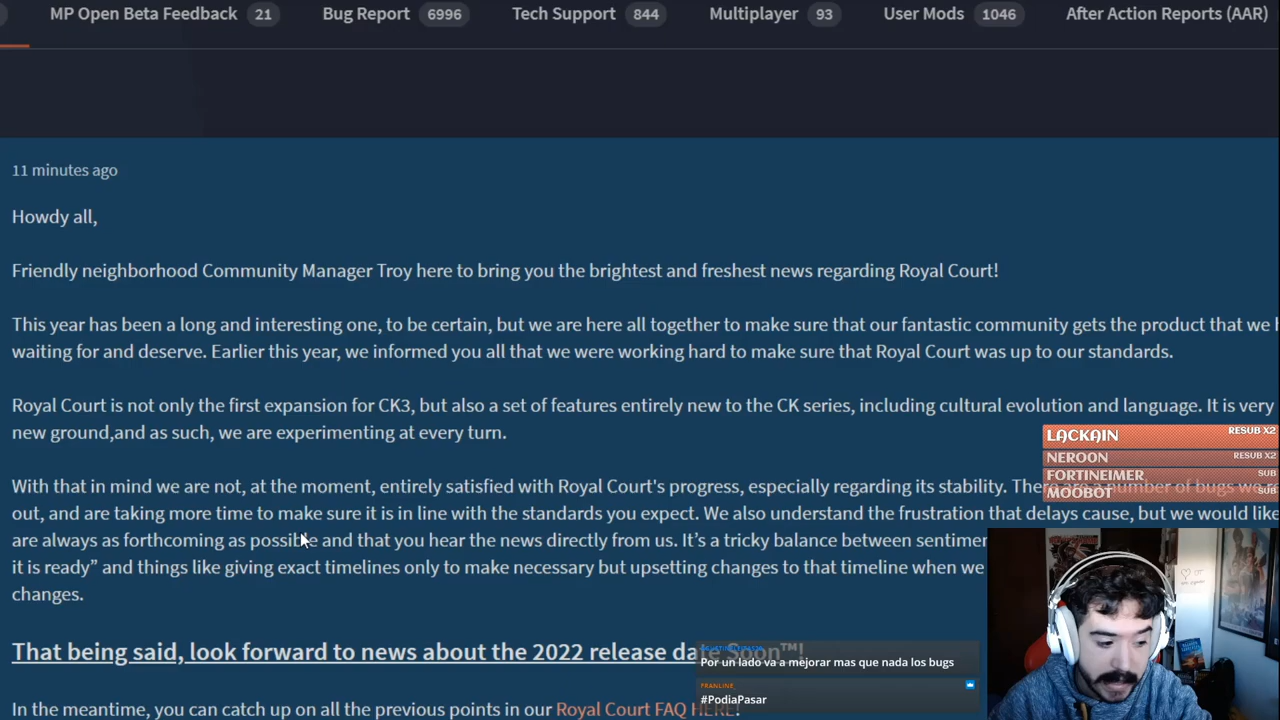 MP Open Beta Feedback 21 Bug Report 6996 Tech Support 844 Multiplayer 93 User Mods 1046 After Action Reports (AAR)
11 minutes ago
Howdy all,
Friendly neighborhood Community Manager Troy here to bring you the brightest and freshest news regarding Royal Court!
This year has been a long and interesting one, to be certain, but we are here all together to make sure that our fantastic community gets the product that we
waiting for and deserve. Earlier this year, we informed you all that we were working hard to make sure that Royal Court was up to our standards.
Royal Court is not only the first expansion for CK3, but also a set of features entirely new to the CK series, including cultural evolution and language. It is very
new ground,and as such, we are experimenting at every turn.
With that in mind we are not, at the moment, entirely satisfied with Royal Court's progress, especially regarding its stability. There are a number of bugs we
out, and are taking more time to make sure it is in line with the standards you expect. We also understand the frustration that delays cause, but we would like
are always as forthcoming as possible and that you hear the news directly from us. It's a tricky balance between
it is ready" and things like giving exact timelines only to make necessary but upsetting changes to that timeline when we
changes.
That being said, look forward to news about the 2022 release date Soon™!
In the meantime, you can catch up on all the previous points in our Royal Court FAQ HERE!
LACKAIN RESUB X2
NEROON RESUB X2
FORTINEIMER SUB
MOOBOT SUB
Por un lado va a mejorar mas que nada los bugs
FRANLINE
#PodiaPasar